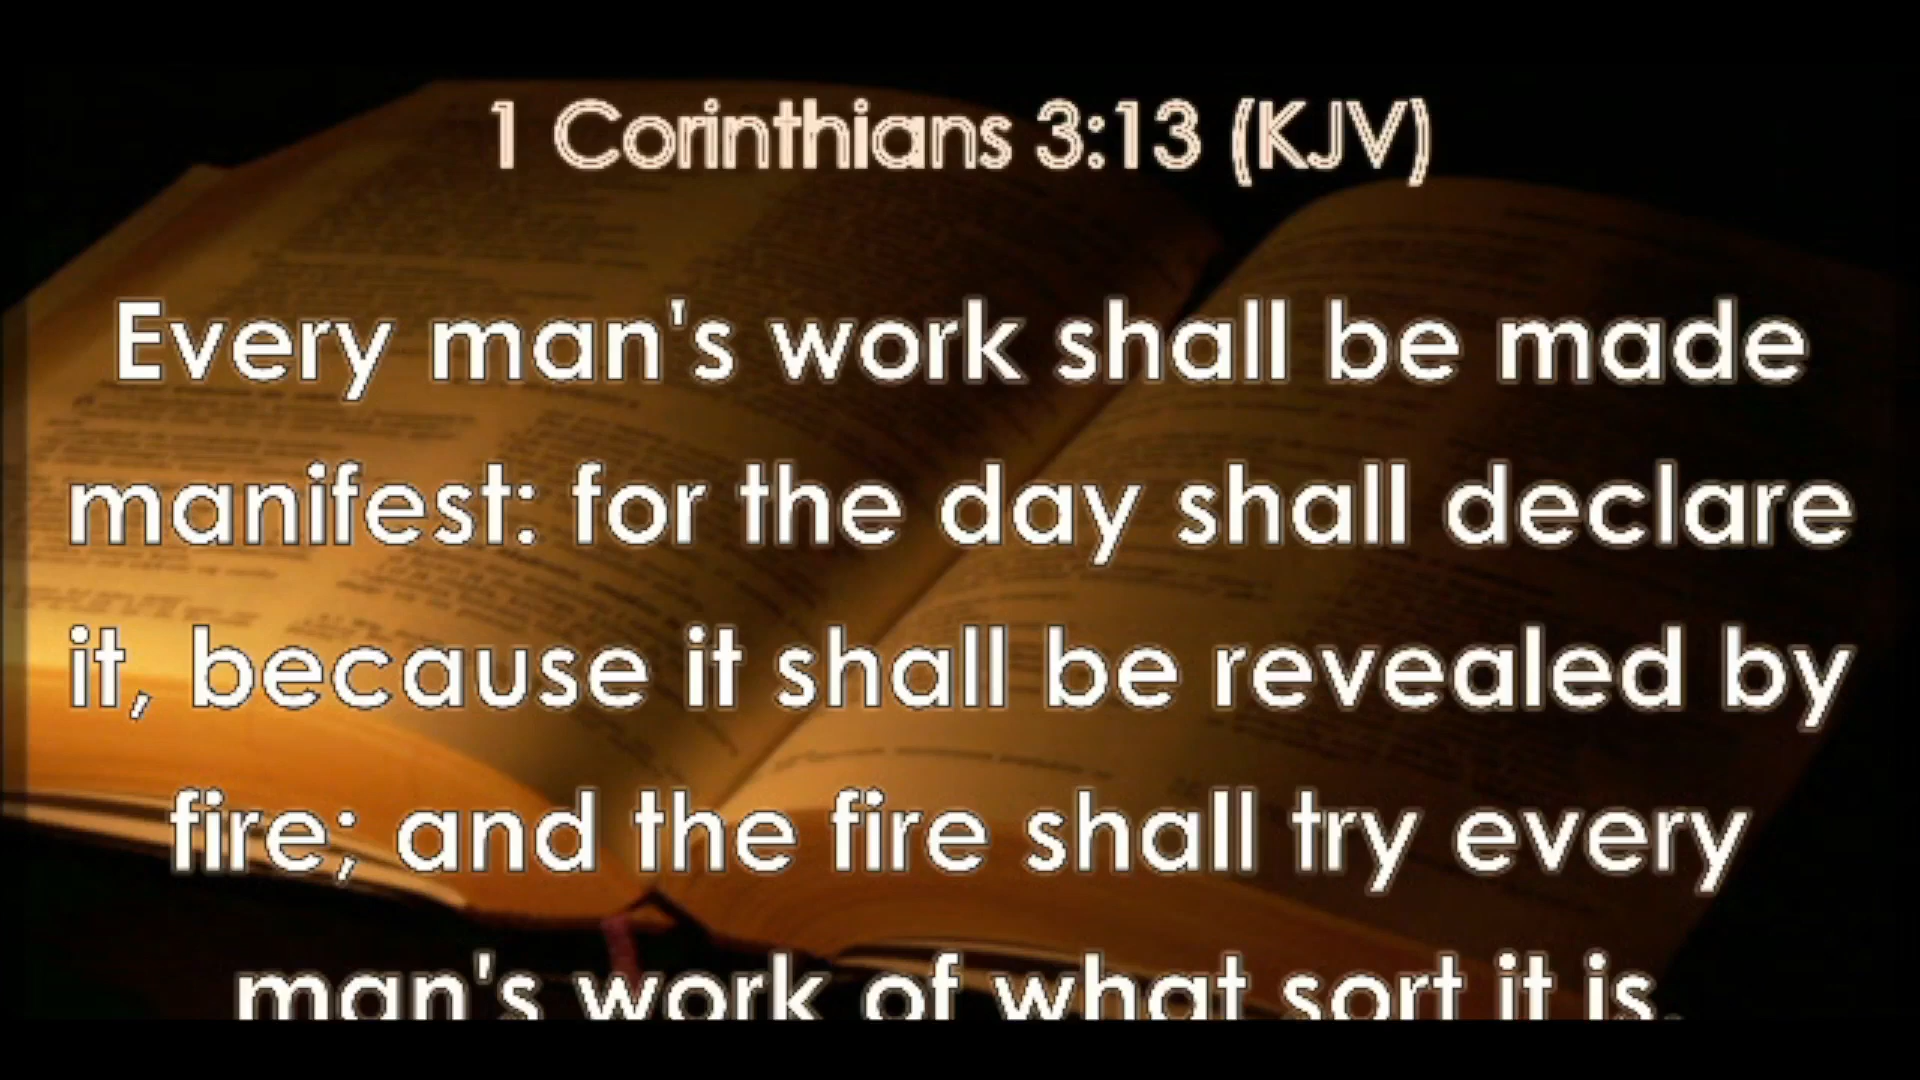 1 Corinthians 3:13 (KJV)
Every man's work shall be made
manifest: for the day shall declare
it, because it shall be revealed by
fire; and the fire shall try every
man's work of what sort it is.